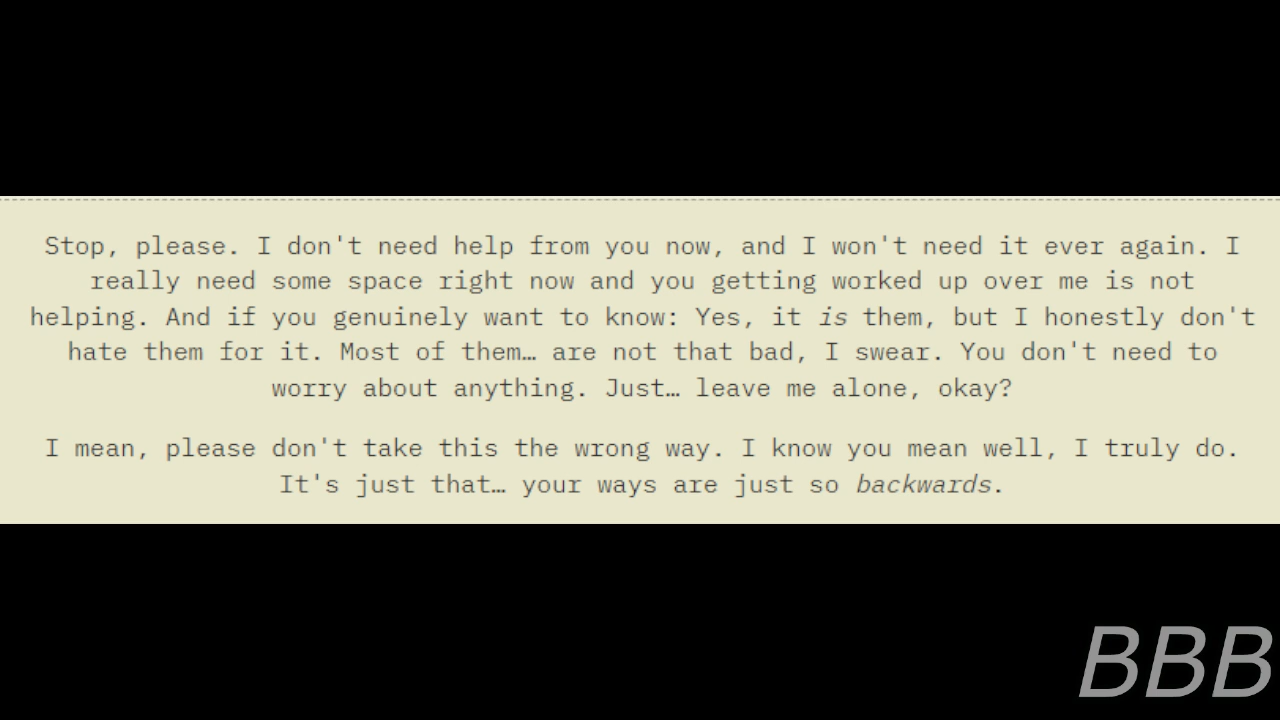 Stop, please. I don't need help from you now, and I won't need it ever again. I
really need some space right now and you getting worked up over me is not
helping. And if you genuinely want to know: Yes, it is them, but I honestly don't
hate them for it. Most of them… are not that bad, I swear. You don't need to
worry about anything. Just… leave me alone, okay?
I mean, please don't take this the wrong way. I know you mean well, I truly do.
It's just that… your ways are just so backwards.
BBB